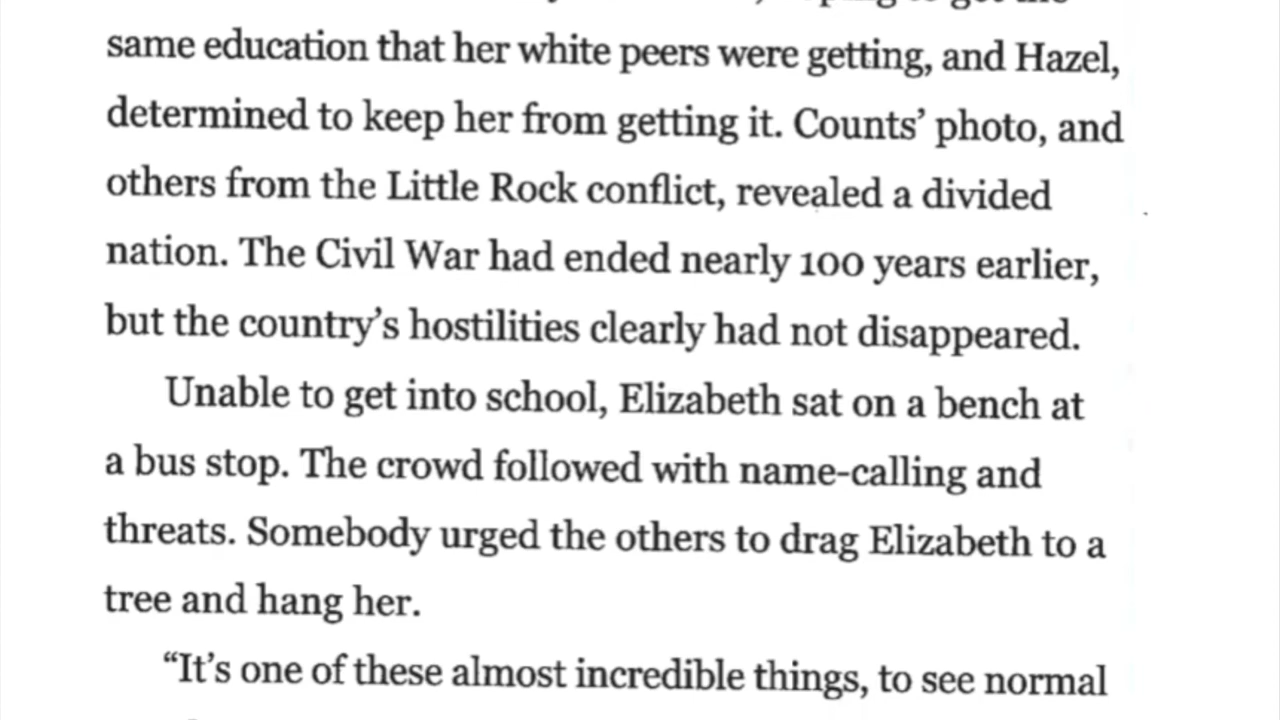 same education that her white peers were getting, and Hazel,
determined to keep her from getting it. Counts’ photo, and
others from the Little Rock conflict, revealed a divided
nation. The Civil War had ended nearly 100 years earlier,
but the country’s hostilities clearly had not disappeared.
Unable to get into school, Elizabeth sat on a bench at
a bus stop. The crowd followed with name-calling and
threats. Somebody urged the others to drag Elizabeth to a
tree and hang her.
“It’s one of these almost incredible things, to see normal